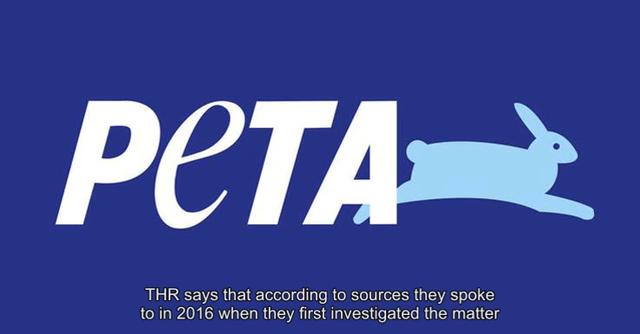 PeTA
THR says that according to sources they spoke
to in 2016 when they first investigated the matter